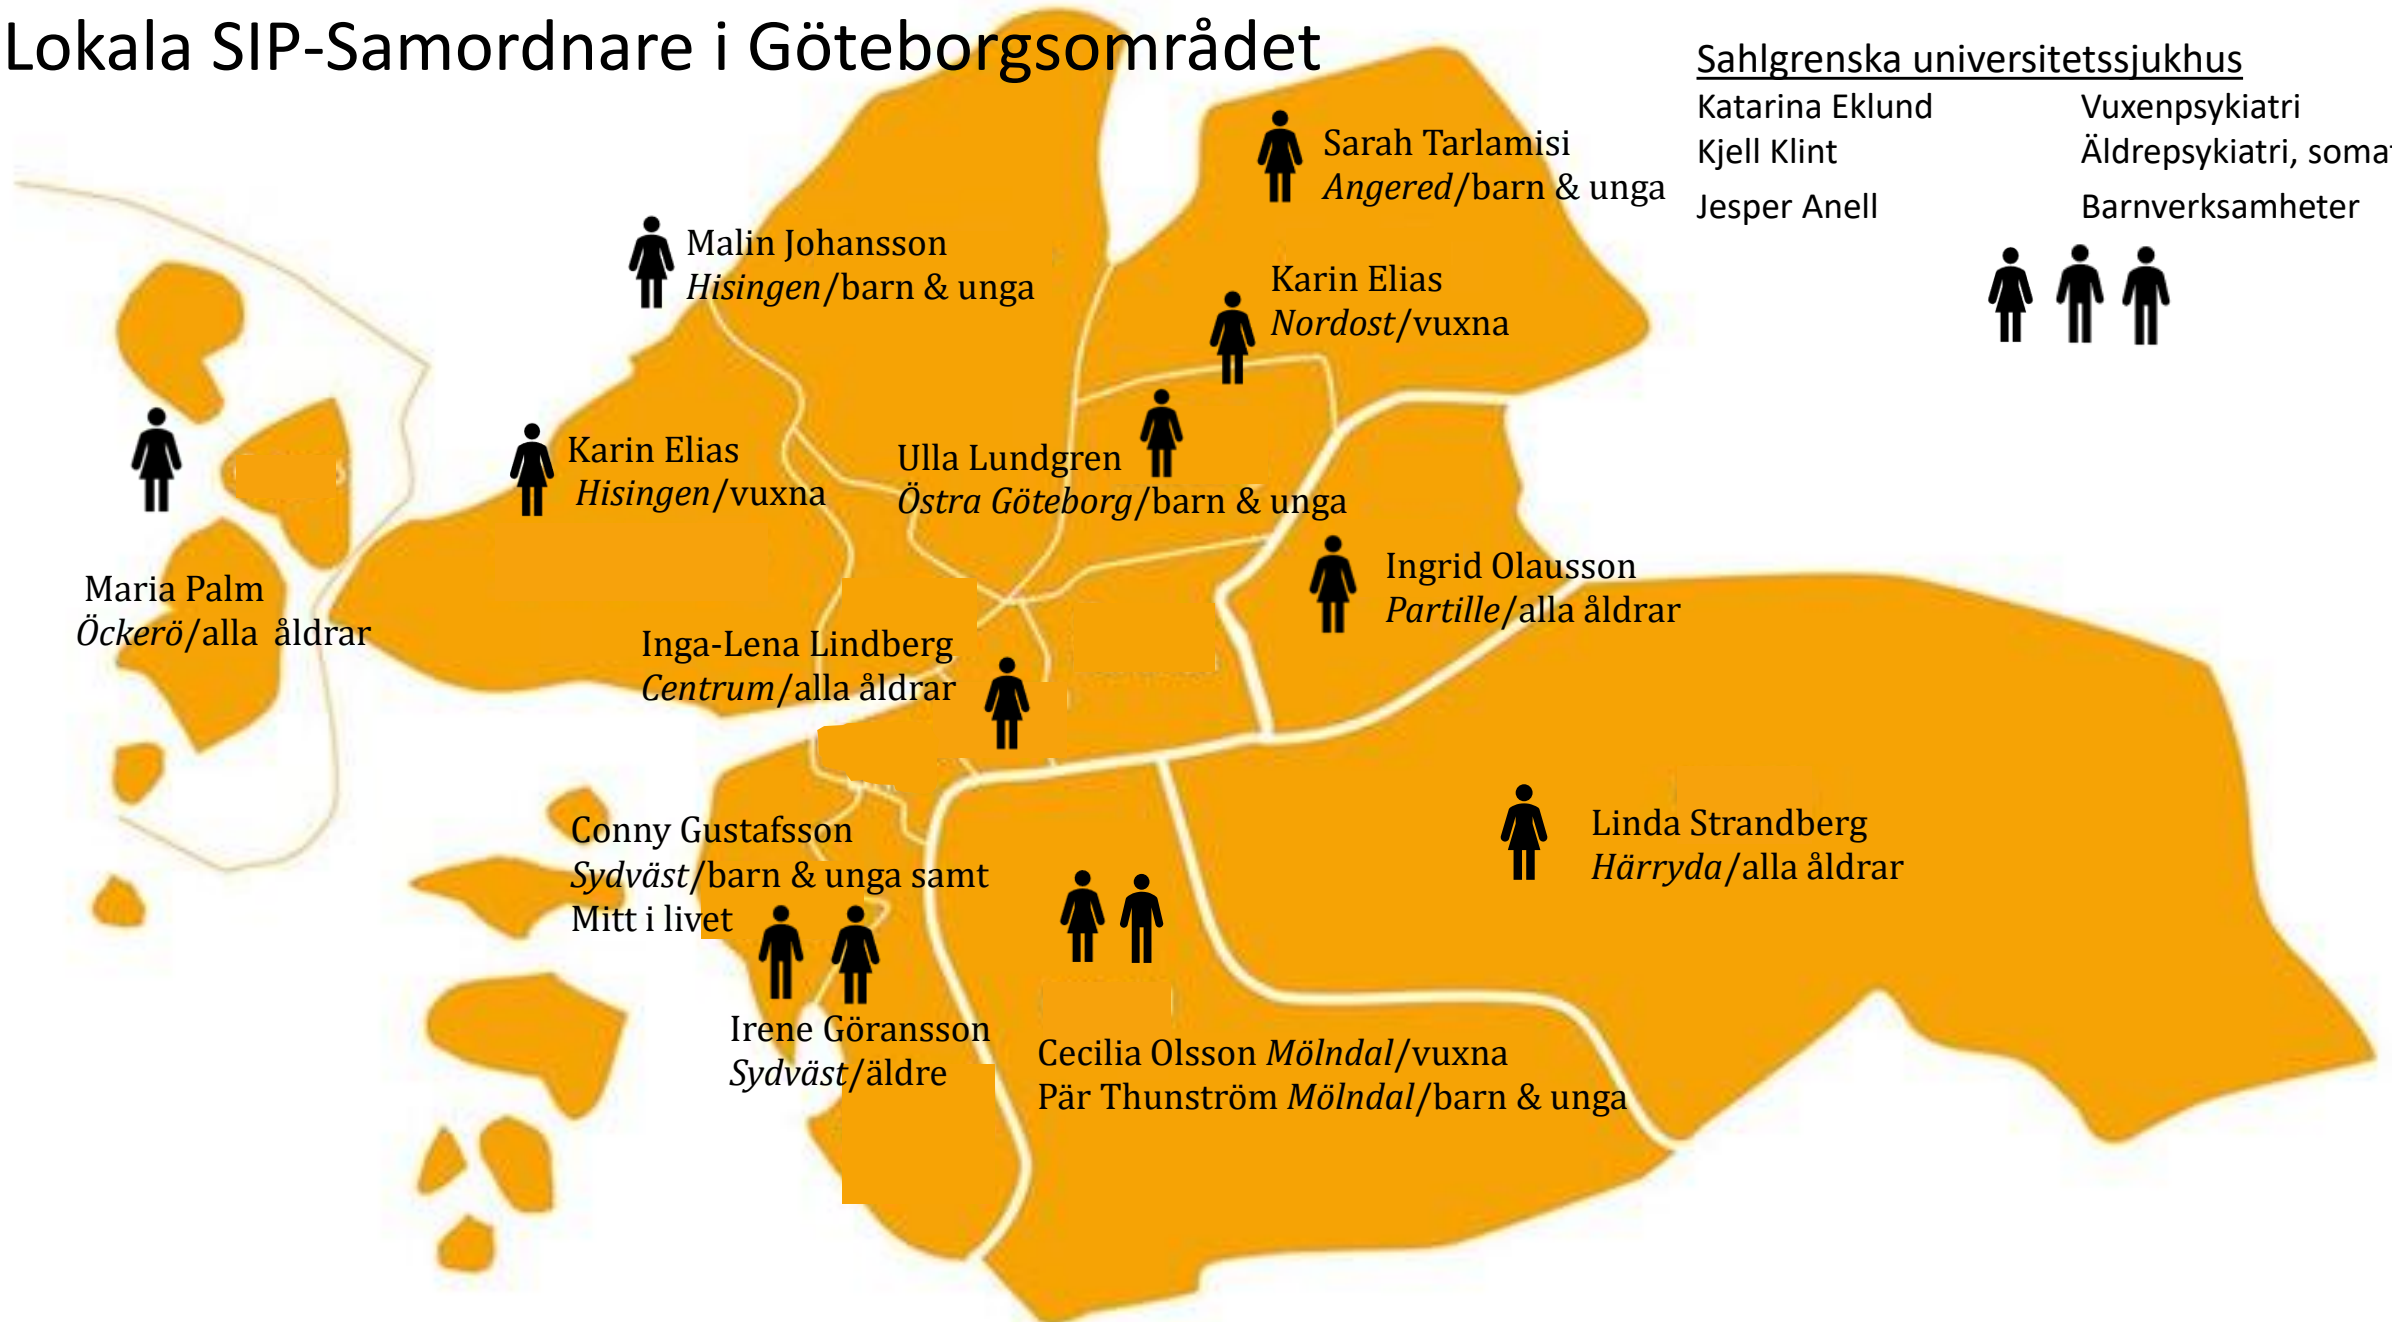 Lokala SIP-Samordnare i Göteborgsområdet
Sahlgrenska universitetssjukhus
Katarina Eklund Vuxenpsykiatri
Kjell Klint Äldrepsykiatri,
Jesper Anell Barnverksamheter
Sarah Tarlamisi
Angered/barn & unga
Malin Johansson
Hisingen/barn & unga
Karin Elias
Nordost/vuxna
Karin Elias
Hisingen/vuxna
Ulla Lundgren
Östra Göteborg/barn & unga
Ingrid Olausson
Partille/alla åldrar
Maria Palm
Öckerö/alla åldrar
Inga-Lena Lindberg
Centrum/alla åldrar
Conny Gustafsson
Sydväst/barn & unga samt
Mitt i livet
Linda Strandberg
Härryda/alla åldrar
Irene Göransson
Sydväst/äldre
Cecilia Olsson Mölndal/vuxna
Pär Thunström Mölndal/barn & unga